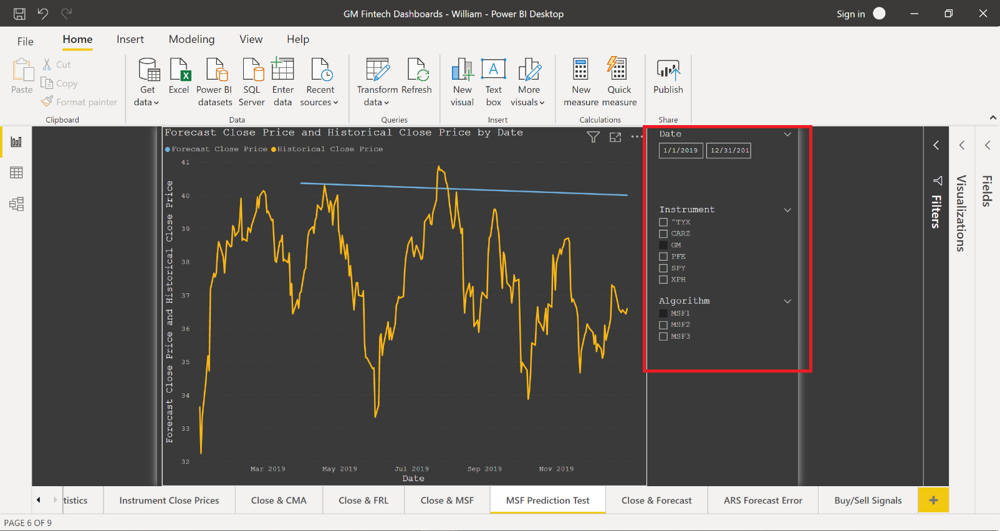 GM Fintech Dashboards - William - Power BI Desktop
Sign in
File Home Insert Modeling View Help
Paste
Cut
Copy
Format painter
Clipboard
Get data
Excel
Power BI datasets
SQL Server
Enter data
Recent sources
Data
Transform data
Refresh
Queries
New visual
Text box
More visuals
Insert
New measure
Quick measure
Calculations
Publish
Share
Forecast Close Price and Historical Close Price by Date
Forecast Close Price Historical Close Price
Forecast Close Price and Historical Close Price
41
40
39
38
37
36
35
34
33
32
Mar 2019 May 2019 Jul 2019 Sep 2019 Nov 2019
Date
Date
1/1/2019 12/31/201
Instrument
^TYX
CARZ
GM
PFE
SPY
XPH
Algorithm
MSF1
MSF2
MSF3
Filters
Visualizations
Fields
tistics Instrument Close Prices Close & CMA Close & FRL Close & MSF MSF Prediction Test Close & Forecast ARS Forecast Error Buy/Sell Signals
PAGE 6 OF 9